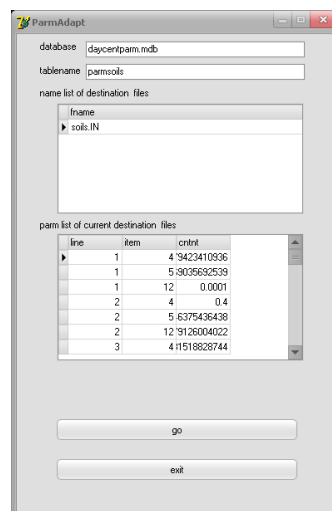 ParmAdapt
database daycentparm.mdb
tablename parmsoils
name list of destination files
fname
soils.IN
parm list of current destination files
line item cntnt
1 4 '9423410936
1 5 i9035692539
1 12 0.0001
2 4 0.4
2 5 .6375436438
2 12 '9126004022
3 4 :1518828744
go
exit